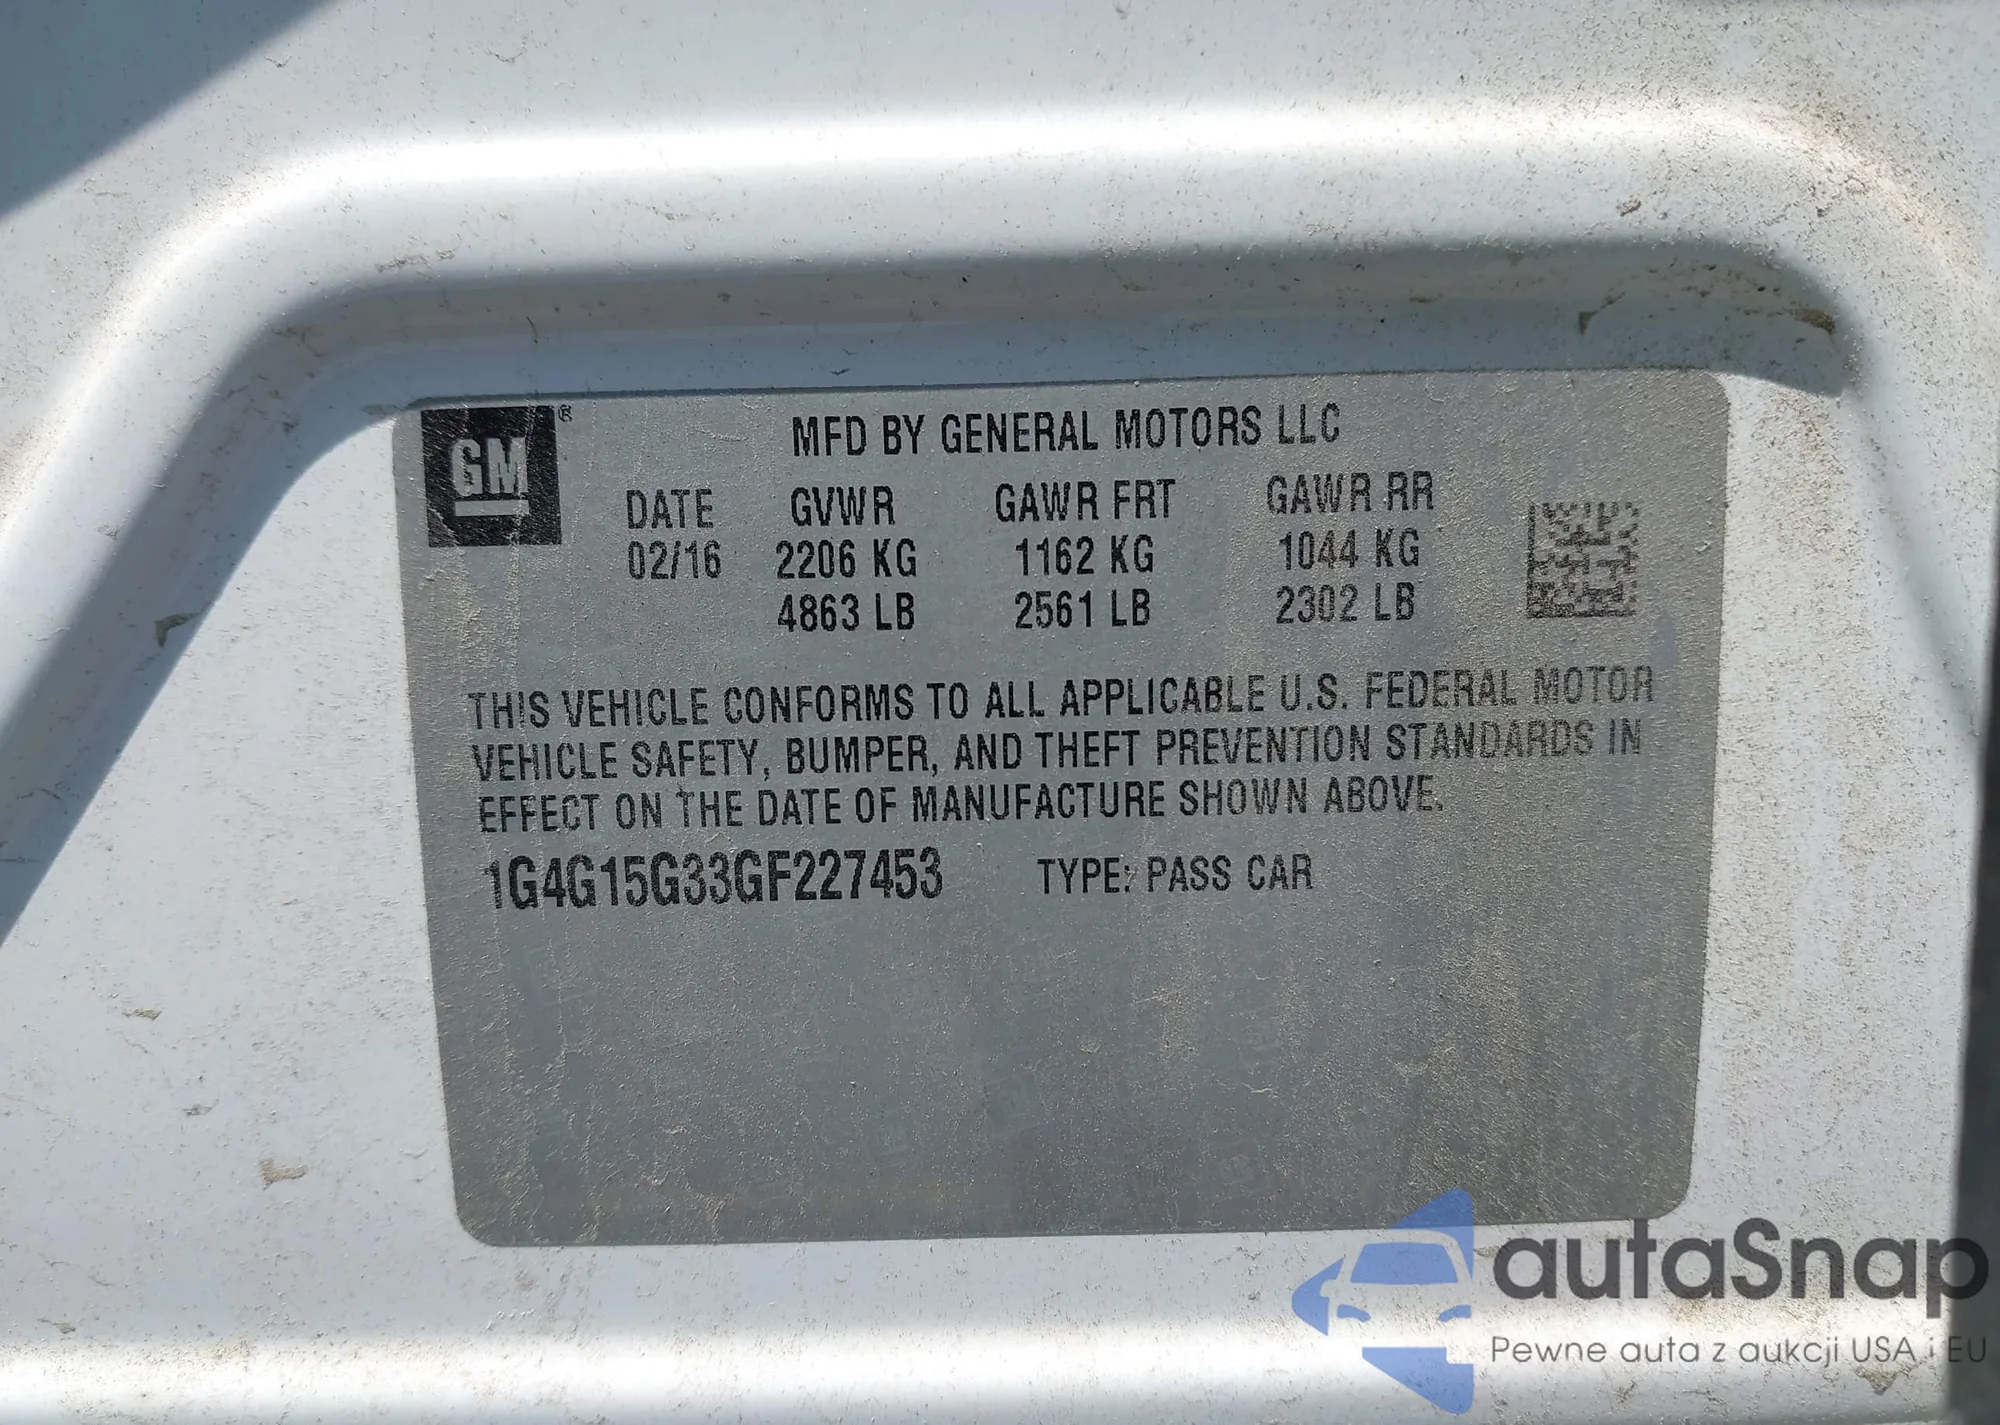 GM ®
MFD BY GENERAL MOTORS LLC
DATE GVWR GAWR FRT GAWR RR
02/16 2206 KG 1162 KG 1044 KG
4863 LB 2561 LB 2302 LB
THIS VEHICLE CONFORMS TO ALL APPLICABLE U.S. FEDERAL MOTOR
VEHICLE SAFETY, BUMPER, AND THEFT PREVENTION STANDARDS IN
EFFECT ON THE DATE OF MANUFACTURE SHOWN ABOVE.
1G4G15G33GF227453 TYPE: PASS CAR
autaSnap
Pewne auta z aukcji USA i EU